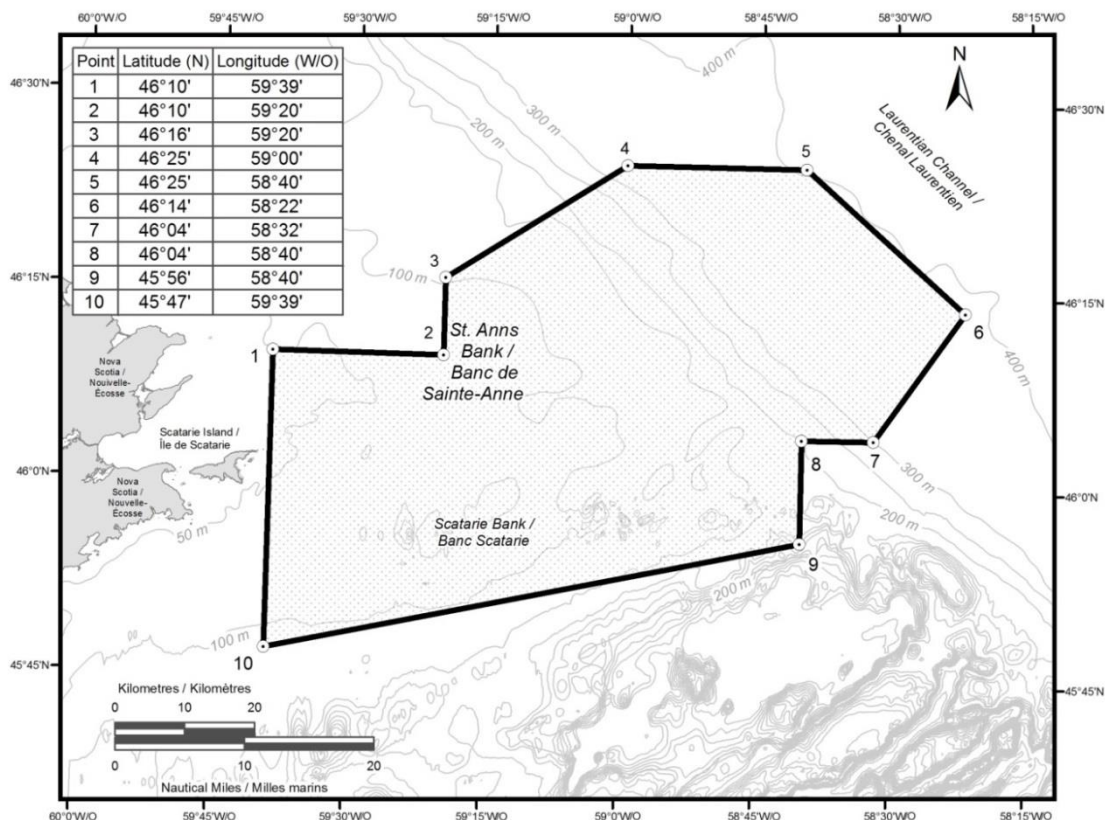 60°0'W/O 59°45'W/O 59°30'W/O 59°15'W/O 59°0'W/O 58°45'W/O 58°30'W/O 58°15'W/O
Point Latitude (N) Longitude (W/O)
1 46°10' 59°39'
2 46°10' 59°20'
3 46°16' 59°20'
4 46°25' 59°00'
5 46°25' 58°40'
6 46°14' 58°22'
7 46°04' 58°32'
8 46°04' 58°40'
9 45°56' 58°40'
10 45°47' 59°39'
N
46°30'N
46°30'N
400 m
300 m
200 m
Laurentian Channel /
Chenal Laurentien
4
5
46°15'N
46°15'N
100 m
3
2
1
6
400 m
St. Anns
Bank /
Banc de
Sainte-Anne
Nova
Scotia /
Nouvelle-
Écosse
Scatarie Island /
Île de Scatarie
Nova
Scotia /
Nouvelle-
Écosse
46°0'N
46°0'N
8
7
300 m
200 m
50 m
Scatarie Bank /
Banc Scatarie
9
200 m
100 m
10
45°45'N
45°45'N
Kilometres / Kilomètres
0 10 20
0 10 20
Nautical Miles / Milles marins
60°0'W/O 59°45'W/O 59°30'W/O 59°15'W/O 59°0'W/O 58°45'W/O 58°30'W/O 58°15'W/O